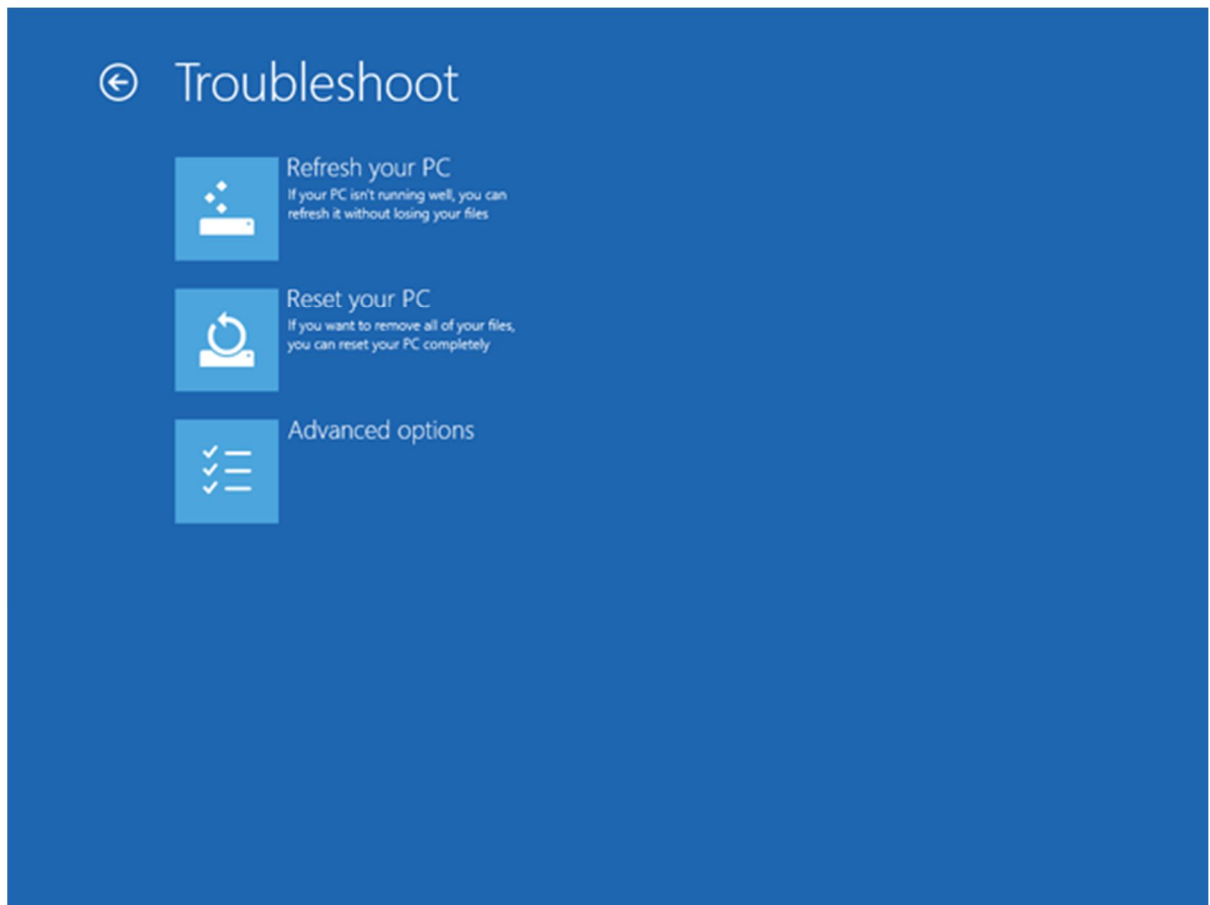 Troubleshoot
Refresh your PC
If your PC isn't running well, you can
refresh it without losing your files
Reset your PC
If you want to remove all of your files,
you can reset your PC completely
Advanced options